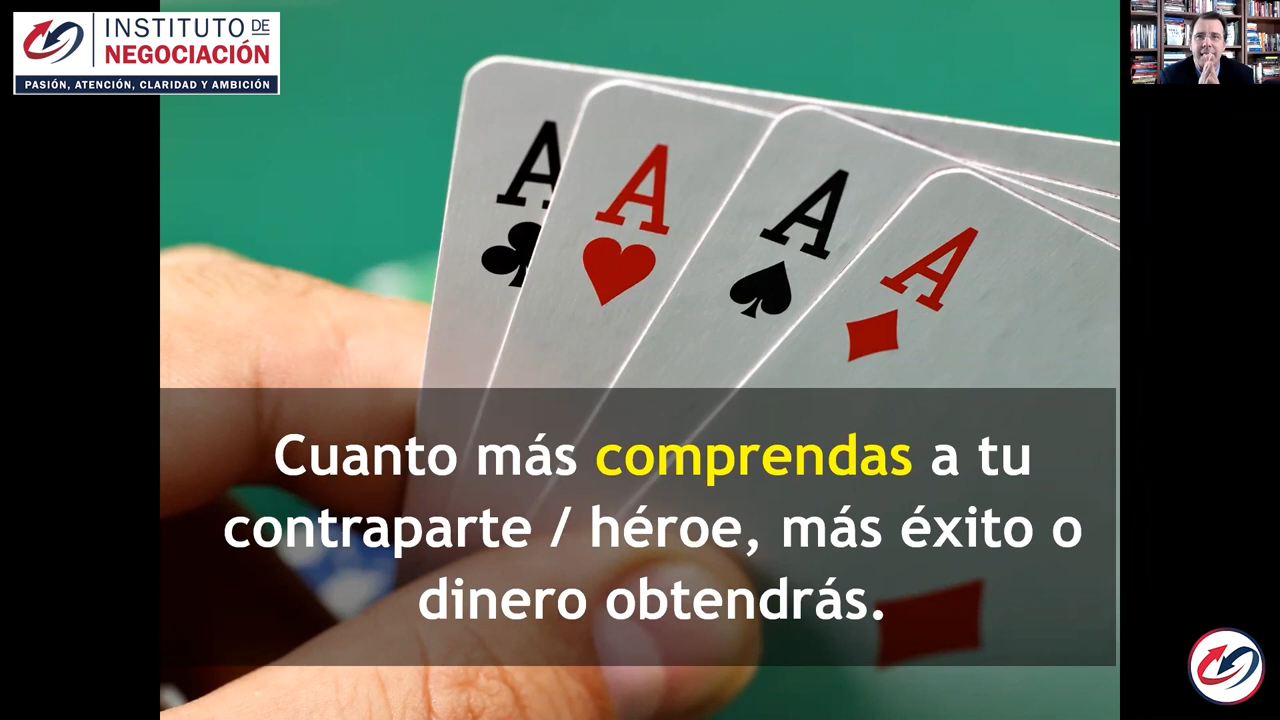 INSTITUTO DE
NEGOCIACIÓN
PASIÓN, ATENCIÓN, CLARIDAD Y AMBICIÓN
A
A
A
A
Cuanto más comprendas a tu
contraparte / héroe, más éxito o
dinero obtendrás.